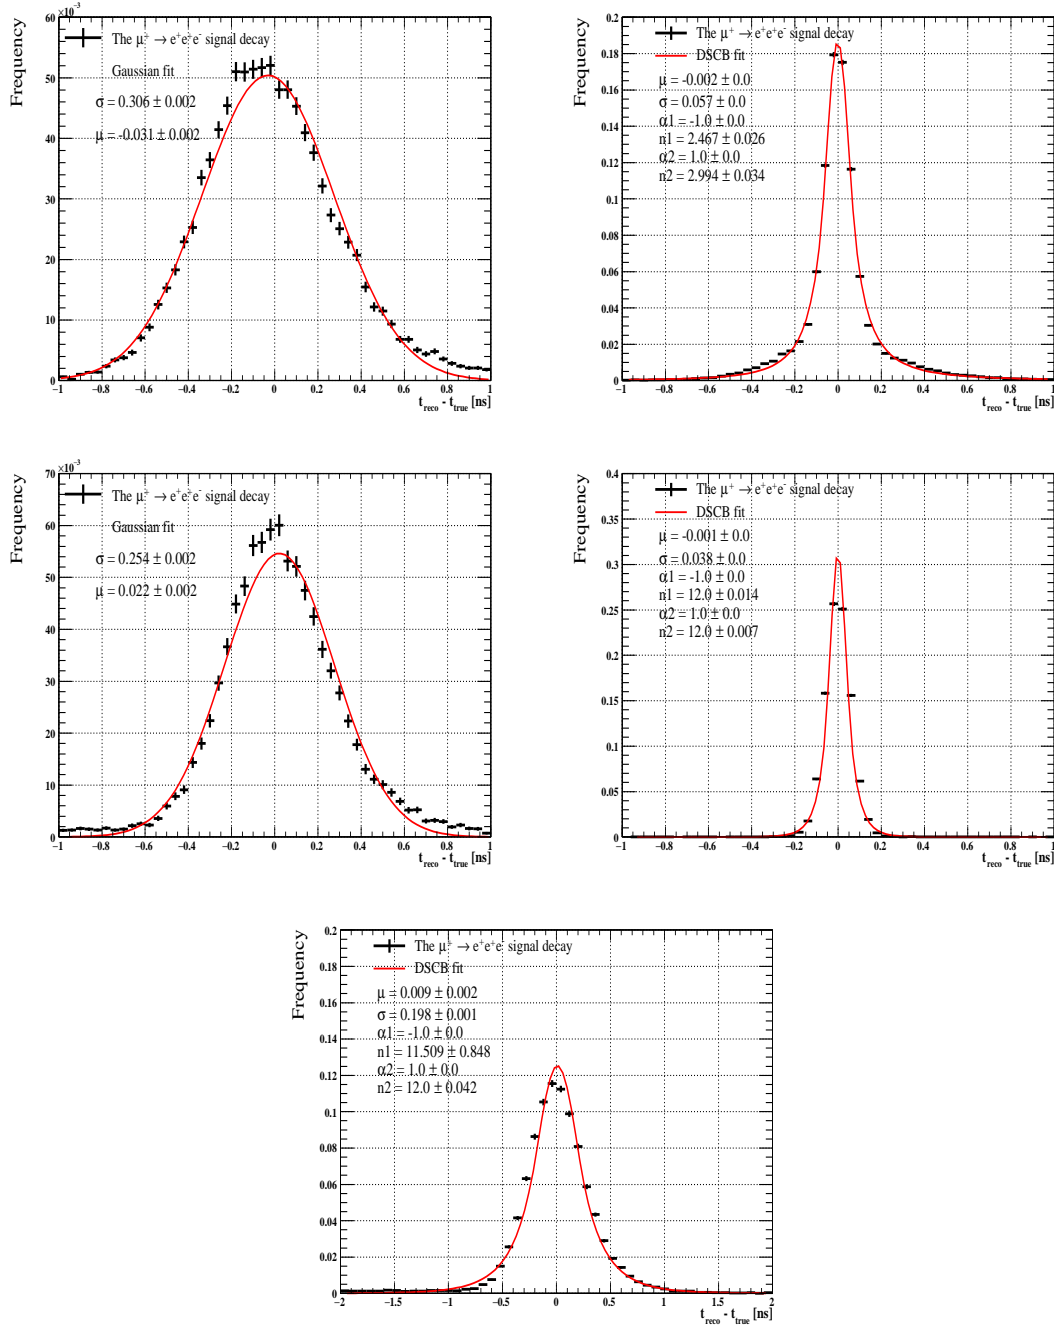 ×10⁻³
60
50
40
30
20
10
0
Frequency
The μ⁺ → e⁺e⁺e⁻ signal decay
Gaussian fit
σ = 0.306 ± 0.002
μ = -0.031 ± 0.002
−1 −0.8 −0.6 −0.4 −0.2 0 0.2 0.4 0.6 0.8 1
t_reco - t_true [ns]
0.2
0.18
0.16
0.14
0.12
0.1
0.08
0.06
0.04
0.02
0
Frequency
The μ⁺ → e⁺e⁺e⁻ signal decay
DSCB fit
μ = -0.002 ± 0.0
σ = 0.057 ± 0.0
α1 = -1.0 ± 0.0
n1 = 2.467 ± 0.026
α2 = 1.0 ± 0.0
n2 = 2.994 ± 0.034
−1 −0.8 −0.6 −0.4 −0.2 0 0.2 0.4 0.6 0.8 1
t_reco - t_true [ns]
×10⁻³
70
60
50
40
30
20
10
0
Frequency
The μ⁺ → e⁺e⁺e⁻ signal decay
Gaussian fit
σ = 0.254 ± 0.002
μ = 0.022 ± 0.002
−1 −0.8 −0.6 −0.4 −0.2 0 0.2 0.4 0.6 0.8 1
t_reco - t_true [ns]
0.4
0.35
0.3
0.25
0.2
0.15
0.1
0.05
0
Frequency
The μ⁺ → e⁺e⁺e⁻ signal decay
DSCB fit
μ = -0.001 ± 0.0
σ = 0.038 ± 0.0
α1 = -1.0 ± 0.0
n1 = 12.0 ± 0.014
α2 = 1.0 ± 0.0
n2 = 12.0 ± 0.007
−1 −0.8 −0.6 −0.4 −0.2 0 0.2 0.4 0.6 0.8 1
t_reco - t_true [ns]
0.2
0.18
0.16
0.14
0.12
0.1
0.08
0.06
0.04
0.02
0
Frequency
The μ⁺ → e⁺e⁺e⁻ signal decay
DSCB fit
μ = 0.009 ± 0.002
σ = 0.198 ± 0.001
α1 = -1.0 ± 0.0
n1 = 11.509 ± 0.848
α2 = 1.0 ± 0.0
n2 = 12.0 ± 0.042
−2 −1.5 −1 −0.5 0 0.5 1 1.5 2
t_reco - t_true [ns]